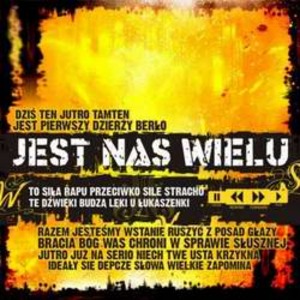 DZIŚ TEN JUTRO TAMTEN
JEST PIERWSZY DZIERŻY BERŁO
JEST NAS WIELU
TO SIŁA RAPU PRZECIWKO SILE STRACHU
TE DŹWIĘKI BUDZĄ LEKI U ŁUKASZENKI
RAZEM JESTEŚMY WSTANIE RUSZYĆ Z POSAD GŁAZY
BRACIA BÓG WAS CHRONI W SPRAWIE SŁUSZNEJ
JUTRO JUŻ NA SERIO NIECH TWE USTA KRZYKNĄ
IDEAŁY SIĘ DEPCZE SŁOWA WIELKIE ZAPOMINA